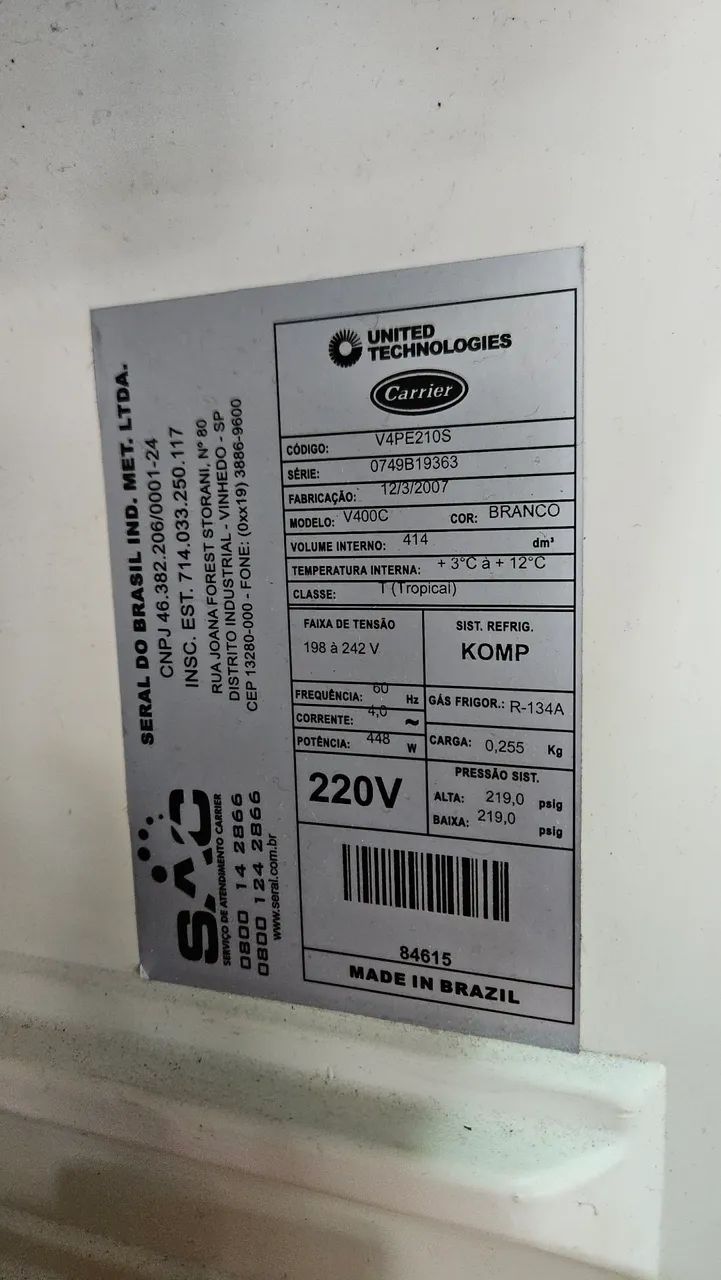 SERAL DO BRASIL IND. MET. LTDA.
CNPJ 46.382.206/0001-24
INSC. EST. 714.033.250.117
RUA JOANA FOREST STORANI, Nº 80
DISTRITO INDUSTRIAL - VINHEDO - SP
CEP 13280-000 - FONE: (0xx19) 3886-9600
SAC
SERVIÇO DE ATENDIMENTO CARRIER
0800 14 2866
0800 124 2866
www.seral.com.br
UNITED
TECHNOLOGIES
Carrier
CÓDIGO: V4PE210S
SÉRIE: 0749B19363
FABRICAÇÃO: 12/3/2007
MODELO: V400C COR: BRANCO
VOLUME INTERNO: 414 dm³
TEMPERATURA INTERNA: + 3°C à + 12°C
CLASSE: T (Tropical)
FAIXA DE TENSÃO
198 à 242 V
SIST. REFRIG.
KOMP
FREQUÊNCIA: 60 Hz
CORRENTE: 4,0 ~
POTÊNCIA: 448 W
GÁS FRIGOR.: R-134A
CARGA: 0,255 Kg
220V
PRESSÃO SIST.
ALTA: 219,0 psig
BAIXA: 219,0 psig
84615
MADE IN BRAZIL